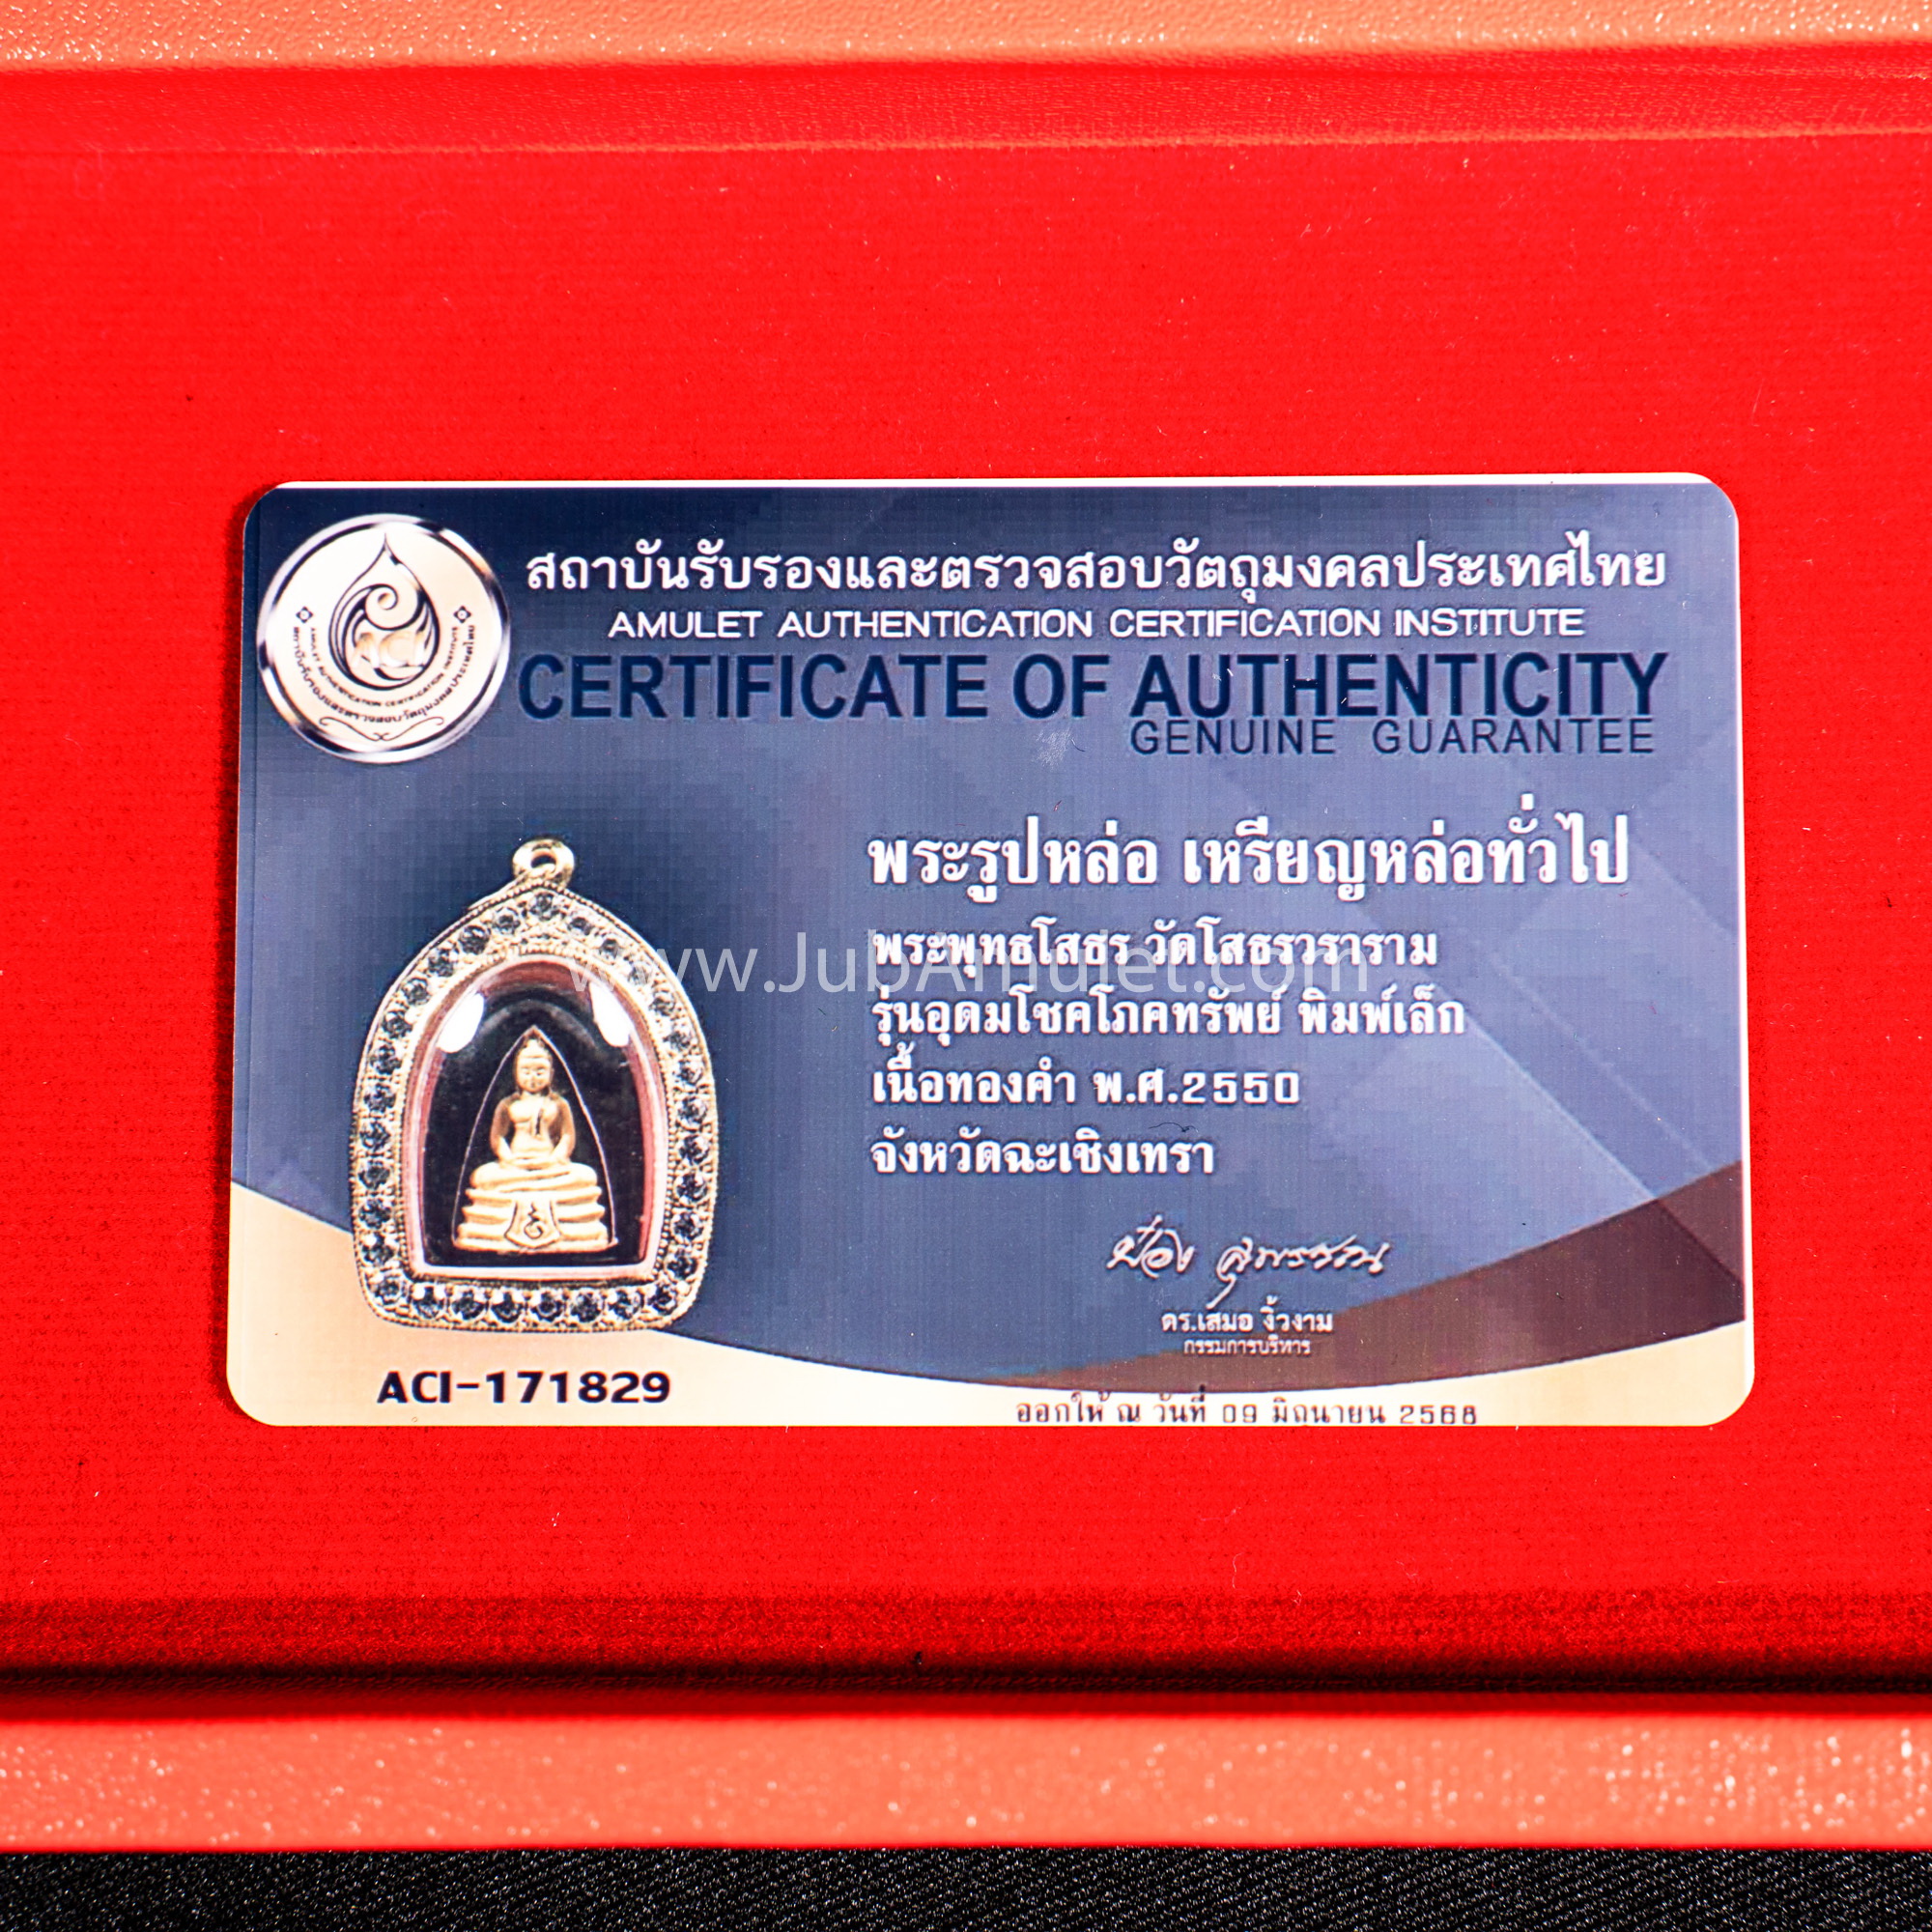 สถาบันรับรองและตรวจสอบวัตถุมงคลประเทศไทย
AMULET AUTHENTICATION CERTIFICATION INSTITUTE
CERTIFICATE OF AUTHENTICITY
GENUINE GUARANTEE
พระรูปหล่อ เหรียญหล่อทั่วไป
พระพุทธโสธร วัดโสธรวราราม
www.JubAmulet.com
รุ่นอุดมโชคโภคทรัพย์ พิมพ์เล็ก
เนื้อทองคำ พ.ศ.2550
จังหวัดฉะเชิงเทรา
ดร.เสมอ งิ้วงาม
กรรมการบริหาร
ACI-171829
ออกให้ ณ วันที่ 09 มิถุนายน 2568